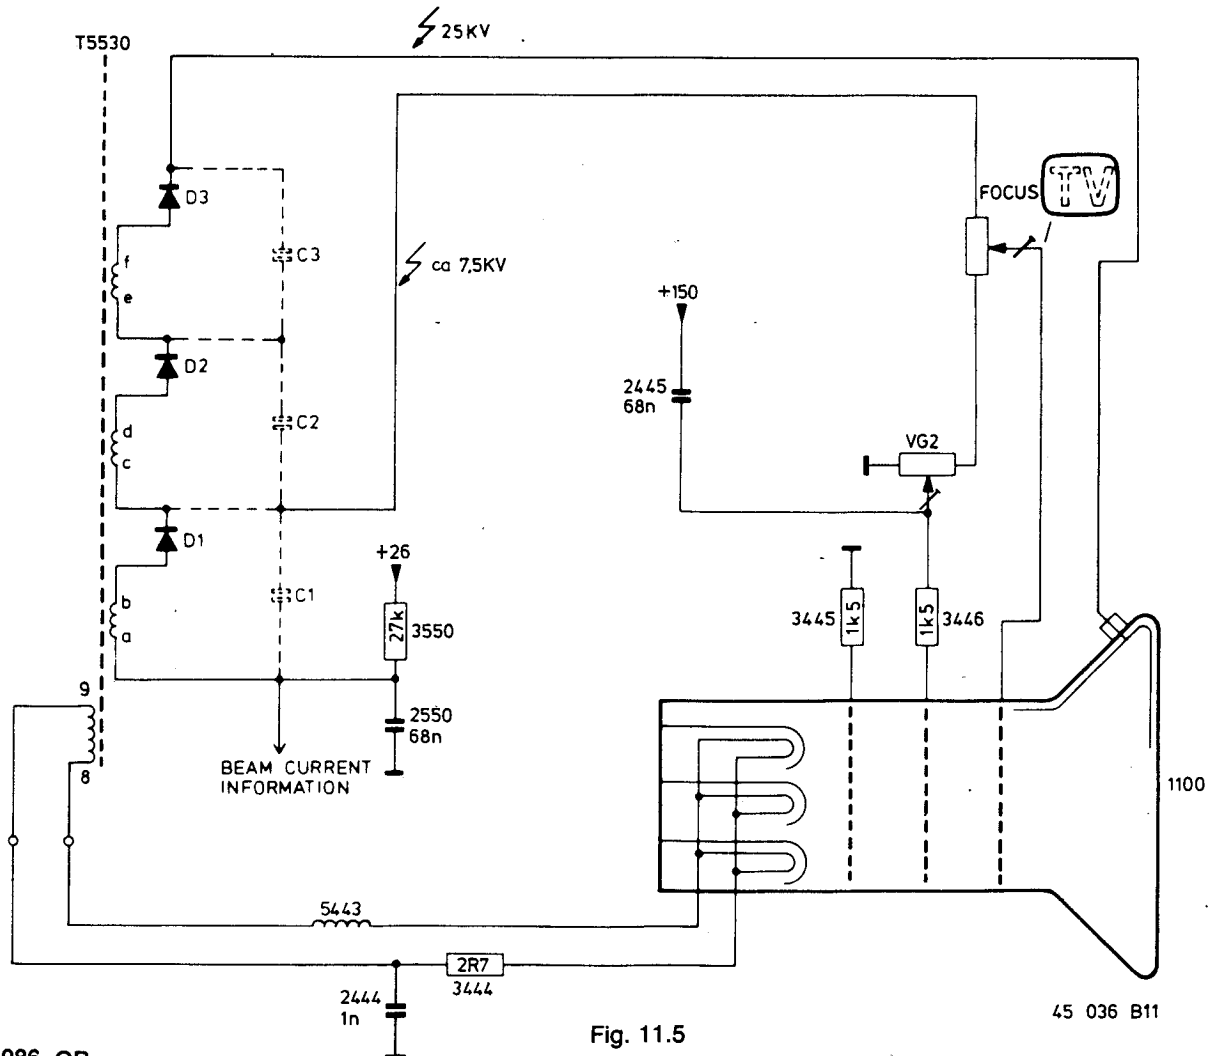 25KV
T5530
D3
FOCUS
TV
f
C3
ca 7,5KV
e
+150
D2
2445
68n
d
C2
VG2
c
D1
+26
b
C1
27k
3550
3445
1k5
1k5
3446
a
9
2550
68n
8
BEAM CURRENT
INFORMATION
1100
5443
2R7
3444
2444
1n
45 036 B11
Fig. 11.5